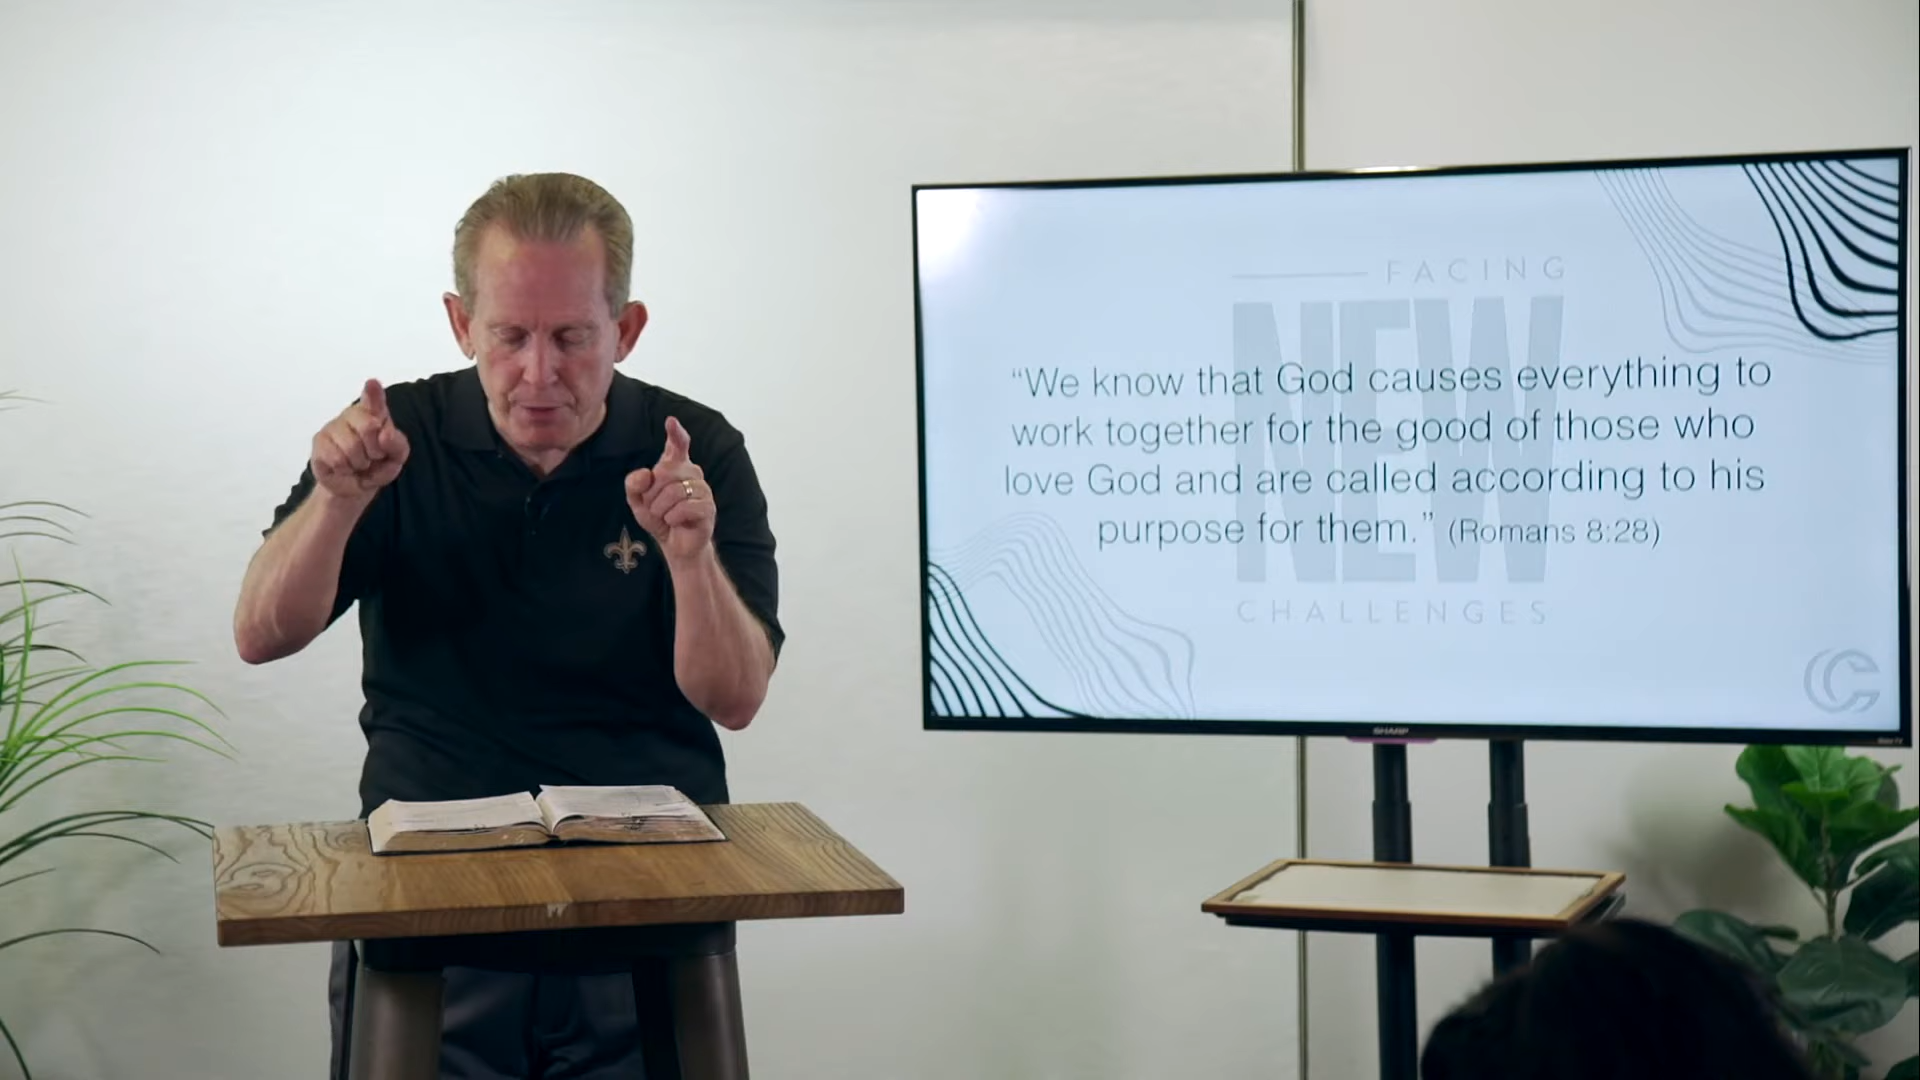 FACING
NEW
“We know that God causes everything to
work together for the good of those who
love God and are called according to his
purpose for them.” (Romans 8:28)
CHALLENGES
SHARP